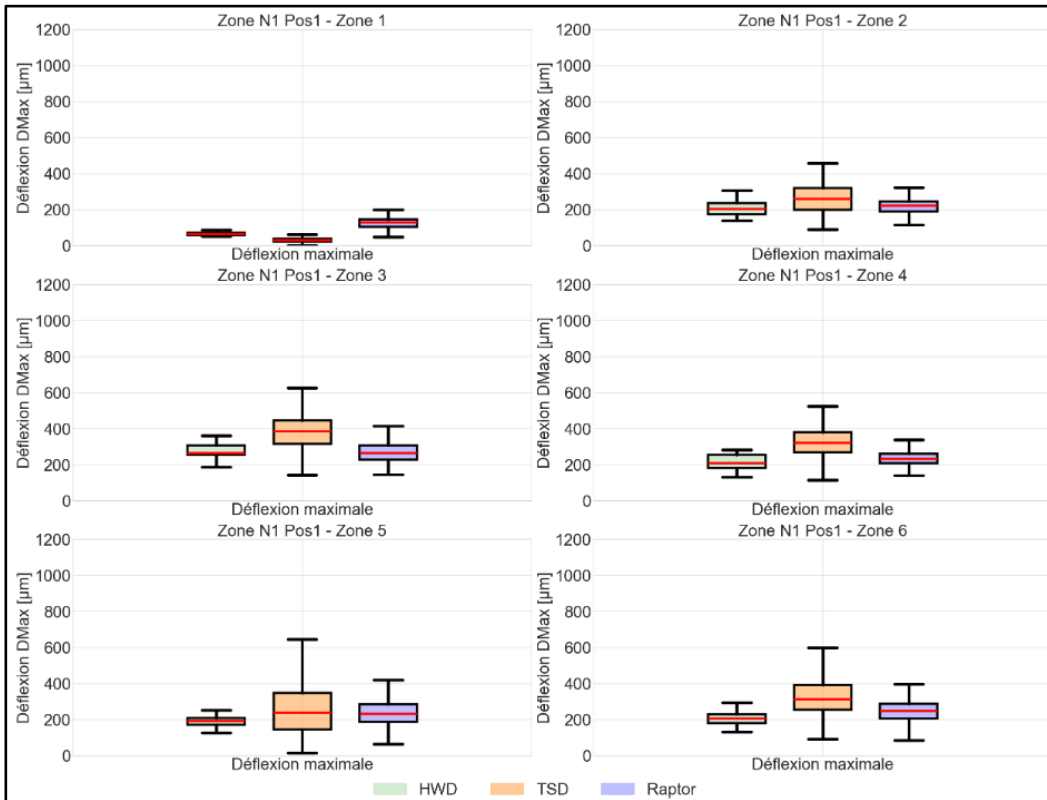 Zone N1 Pos1 - Zone 1
1200
1000
800
600
400
200
0
Déflexion DMax [µm]
Déflexion maximale
Zone N1 Pos1 - Zone 2
1200
1000
800
600
400
200
0
Déflexion DMax [µm]
Déflexion maximale
Zone N1 Pos1 - Zone 3
1200
1000
800
600
400
200
0
Déflexion DMax [µm]
Déflexion maximale
Zone N1 Pos1 - Zone 4
1200
1000
800
600
400
200
0
Déflexion DMax [µm]
Déflexion maximale
Zone N1 Pos1 - Zone 5
1200
1000
800
600
400
200
0
Déflexion DMax [µm]
Déflexion maximale
Zone N1 Pos1 - Zone 6
1200
1000
800
600
400
200
0
Déflexion DMax [µm]
Déflexion maximale
HWD TSD Raptor